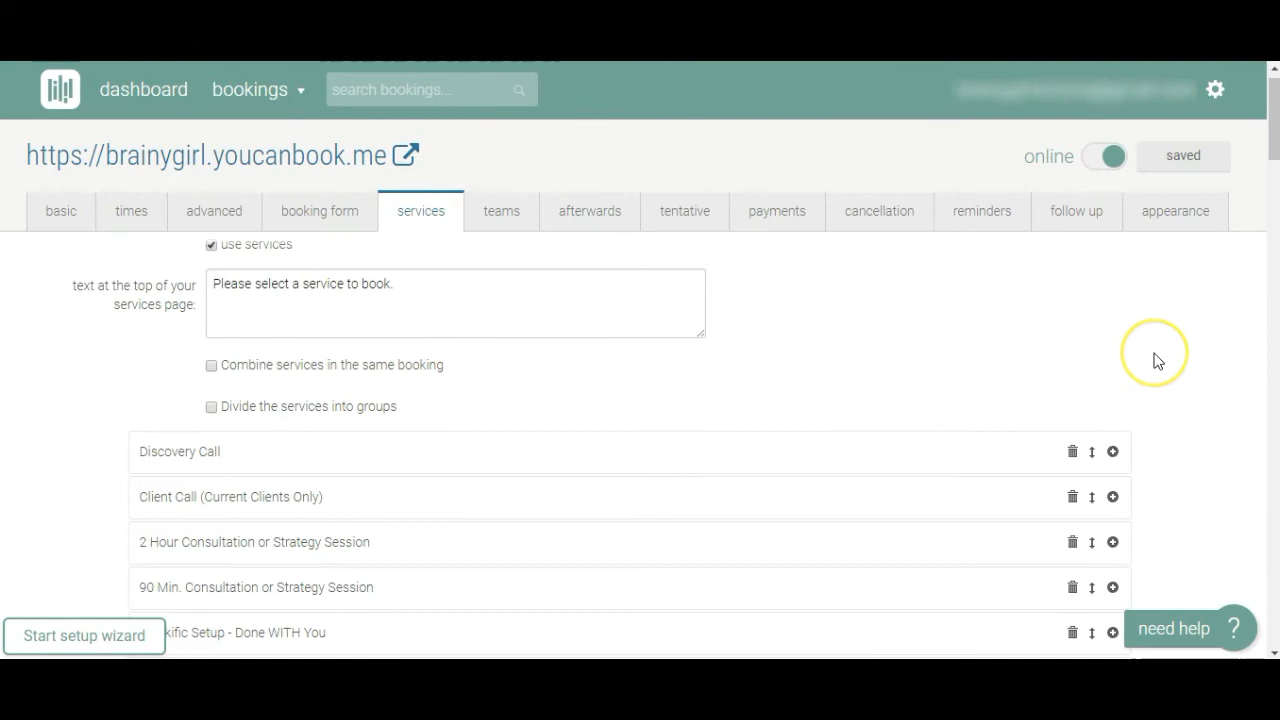 dashboard
bookings
search bookings...
https://brainygirl.youcanbook.me
online
saved
basic
times
advanced
booking form
services
teams
afterwards
tentative
payments
cancellation
reminders
follow up
appearance
use services
text at the top of your
services page:
Please select a service to book.
Combine services in the same booking
Divide the services into groups
Discovery Call
Client Call (Current Clients Only)
2 Hour Consultation or Strategy Session
90 Min. Consultation or Strategy Session
Setup - Done WITH You
Start setup wizard
need help ?